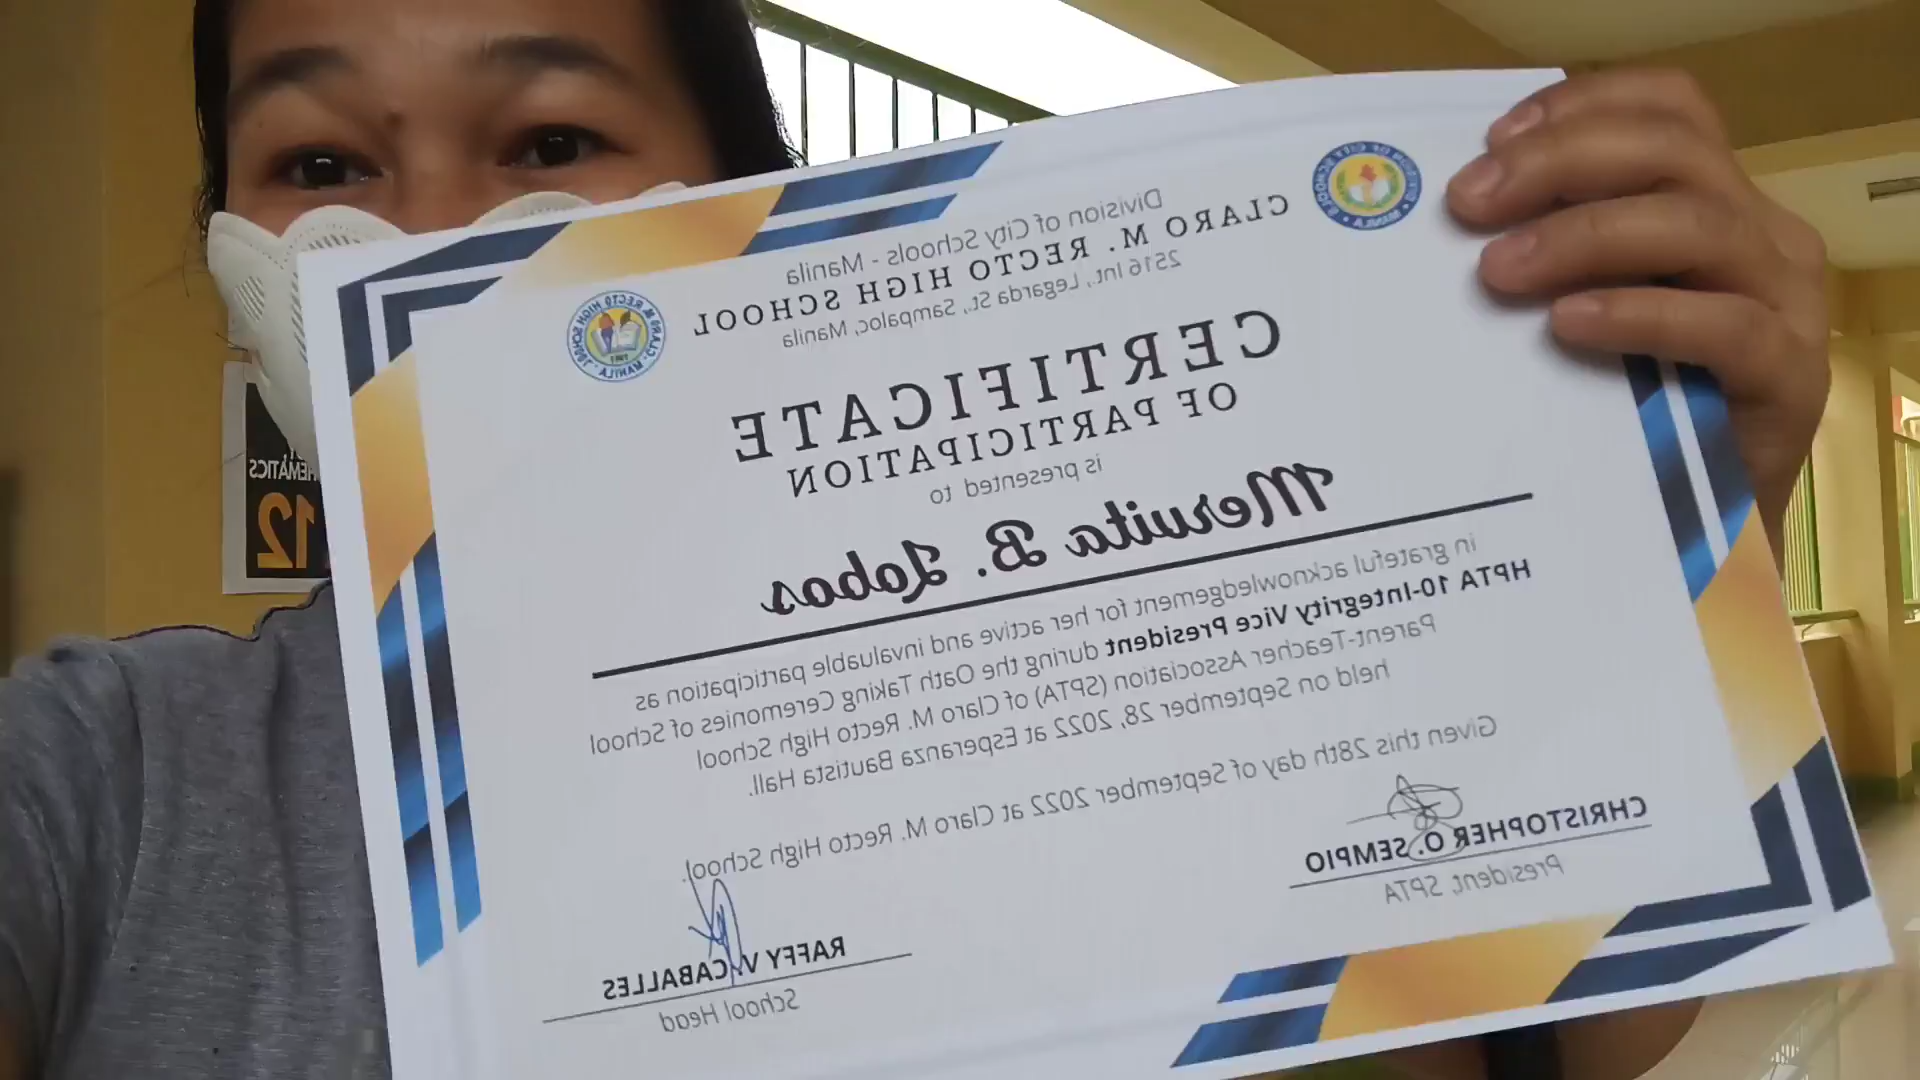 Division of City Schools - Manila
CLARO M. RECTO HIGH SCHOOL
2516 Int., Legarda St., Sampaloc, Manila
CERTIFICATE
OF PARTICIPATION
is presented to
Mervita B. Lobos
in grateful acknowledgement for her active and invaluable participation as
HPTA 10-Integrity Vice President during the Oath Taking Ceremonies of School
Parent-Teacher Association (SPTA) of Claro M. Recto High School
held on September 28, 2022 at Esperanza Bautista Hall.
Given this 28th day of September 2022 at Claro M. Recto High School.
CHRISTOPHER O. SEMPIO
President, SPTA
RAFFY V. CABALLES
School Head
12